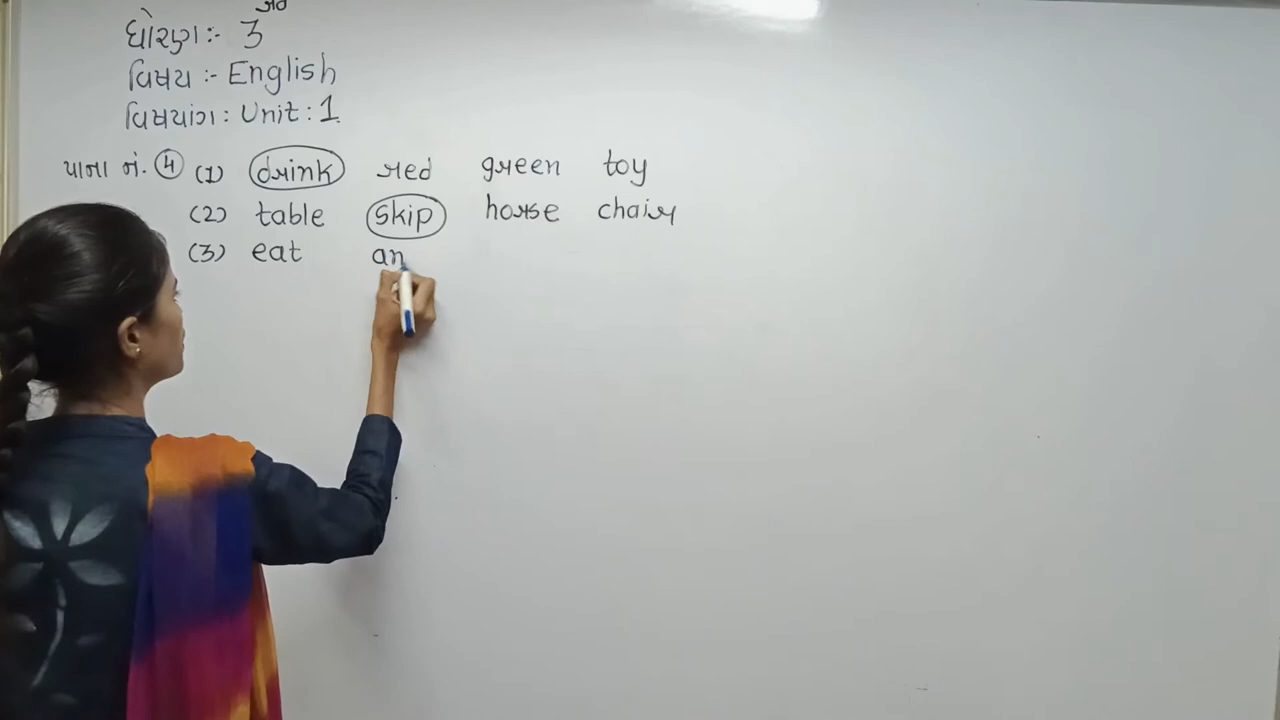 ધોરણ :- 3
વિષય :- English
વિષયાંગ : Unit : 1
પાના નં. 4 (1) drink red green toy
(2) table skip horse chair
(3) eat an